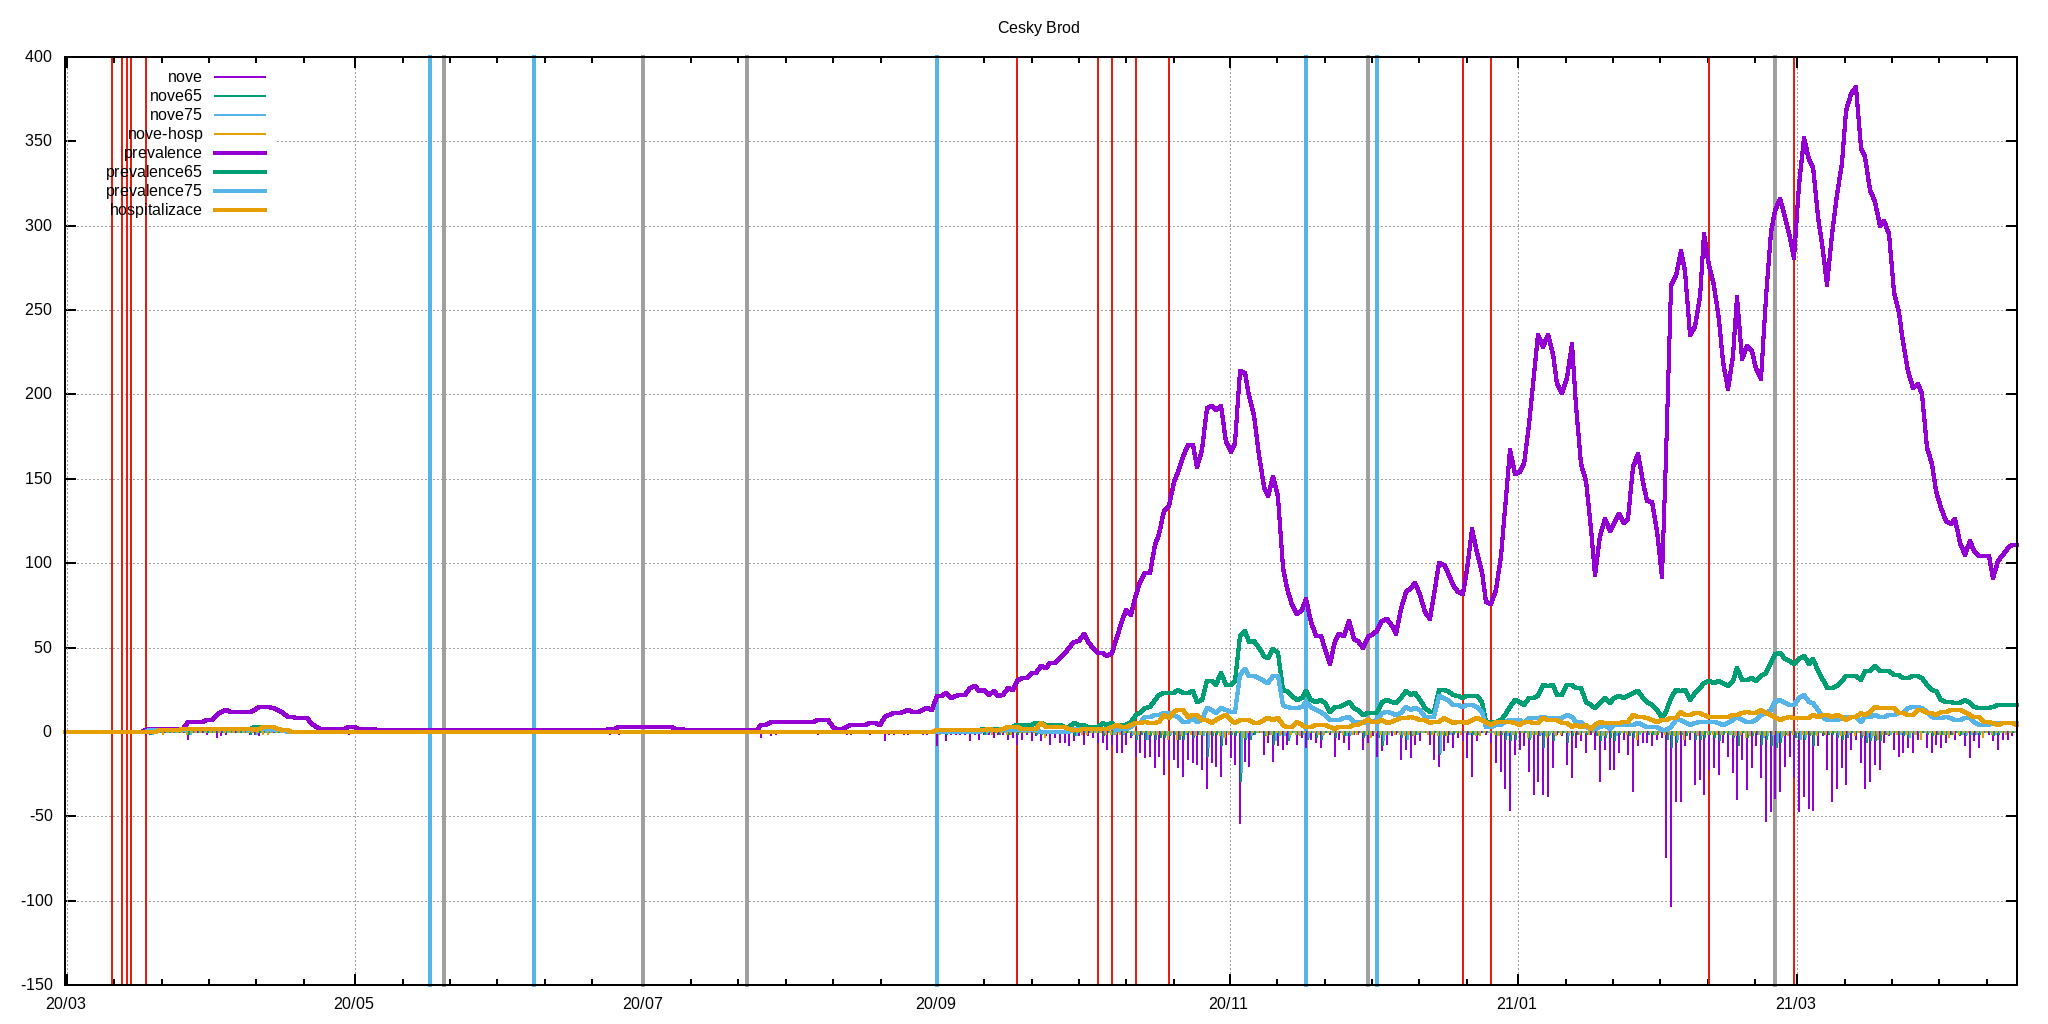 Cesky Brod
400
350
300
250
200
150
100
50
0
-50
-100
-150
nove
nove65
nove75
nove-hosp
prevalence
prevalence65
prevalence75
hospitalizace
20/03 20/05 20/07 20/09 20/11 21/01 21/03